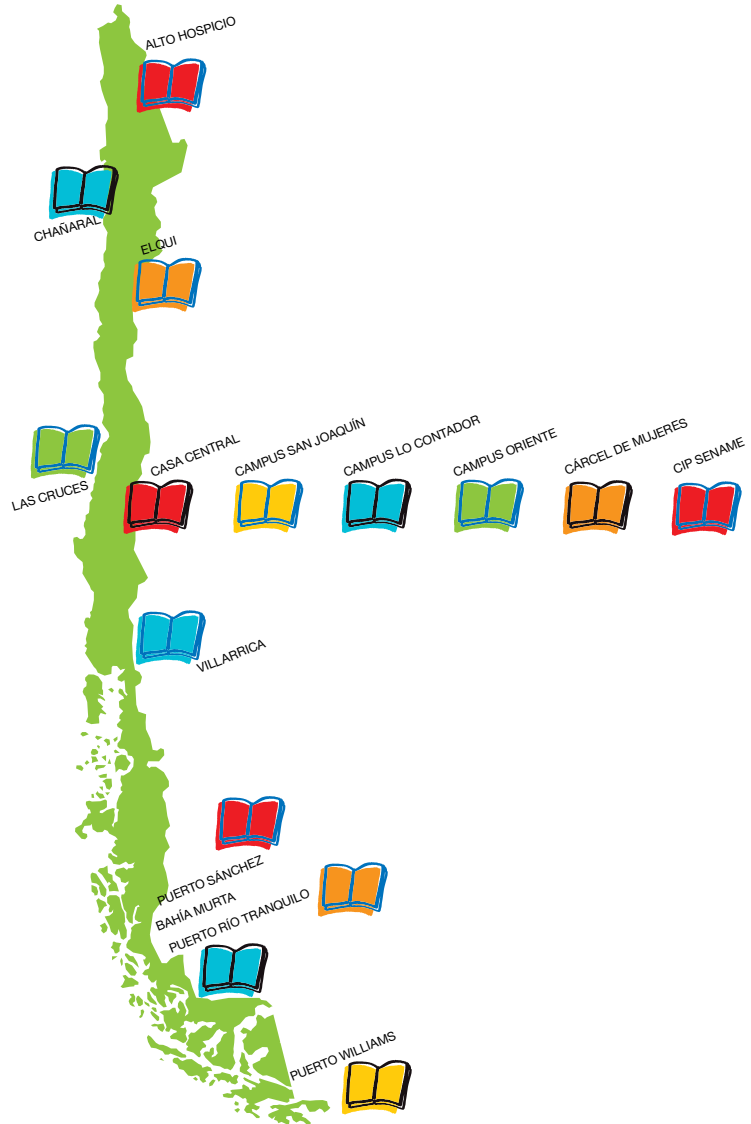 ALTO HOSPICIO
CHAÑARAL
ELQUI
LAS CRUCES
CASA CENTRAL
CAMPUS SAN JOAQUÍN
CAMPUS LO CONTADOR
CAMPUS ORIENTE
CÁRCEL DE MUJERES
CIP SENAME
VILLARRICA
PUERTO SÁNCHEZ
BAHÍA MURTA
PUERTO RÍO TRANQUILO
PUERTO WILLIAMS